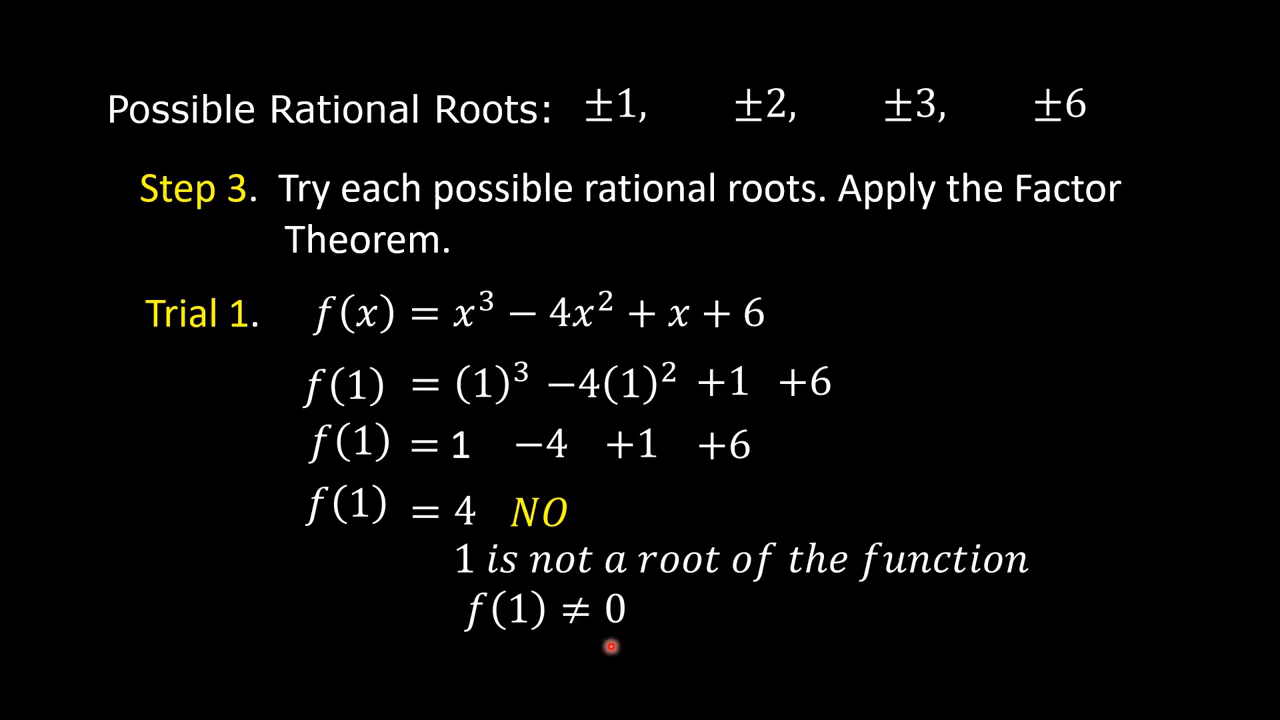 Possible Rational Roots: ±1, ±2, ±3, ±6
Step 3. Try each possible rational roots. Apply the Factor
Theorem.
Trial 1. f(x) = x³ − 4x² + x + 6
f(1) = (1)³ −4(1)² +1 +6
f(1) = 1 −4 +1 +6
f(1) = 4 NO
1 is not a root of the function
f(1) ≠ 0